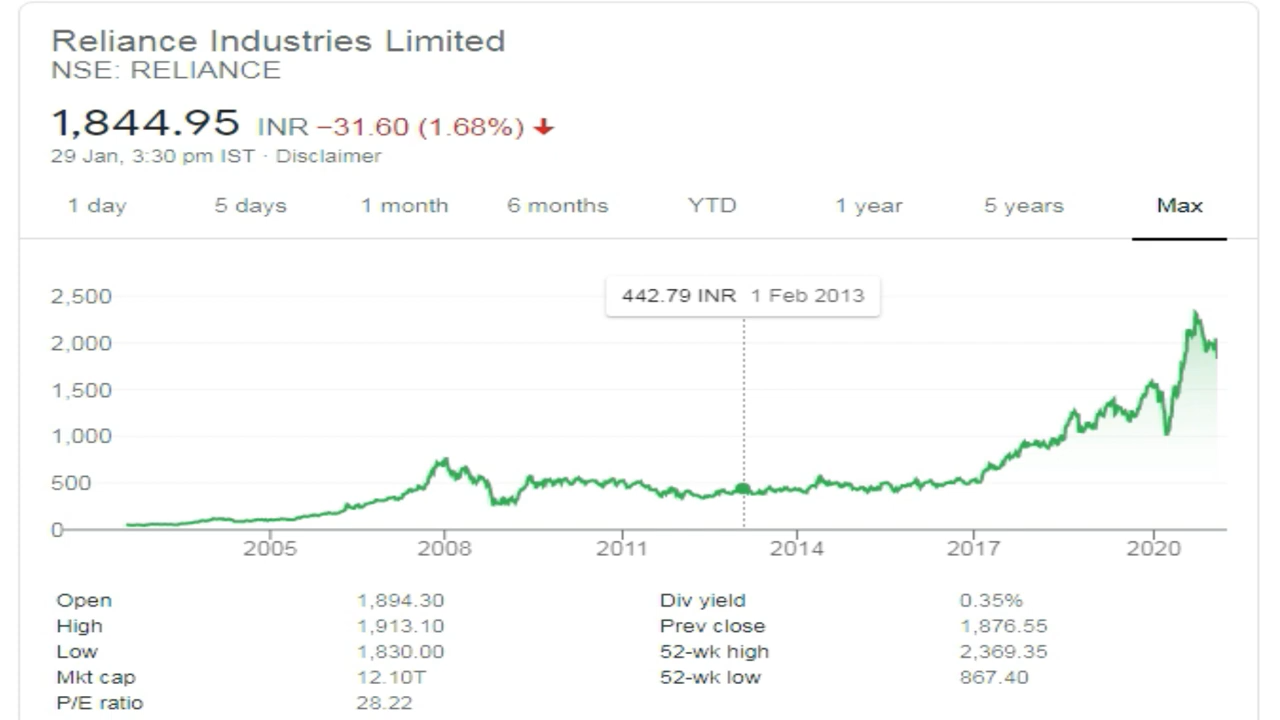 Reliance Industries Limited
NSE: RELIANCE
1,844.95 INR −31.60 (1.68%)
29 Jan, 3:30 pm IST · Disclaimer
1 day 5 days 1 month 6 months YTD 1 year 5 years Max
442.79 INR 1 Feb 2013
2,500
2,000
1,500
1,000
500
0
2005 2008 2011 2014 2017 2020
Open 1,894.30 Div yield 0.35%
High 1,913.10 Prev close 1,876.55
Low 1,830.00 52-wk high 2,369.35
Mkt cap 12.10T 52-wk low 867.40
P/E ratio 28.22